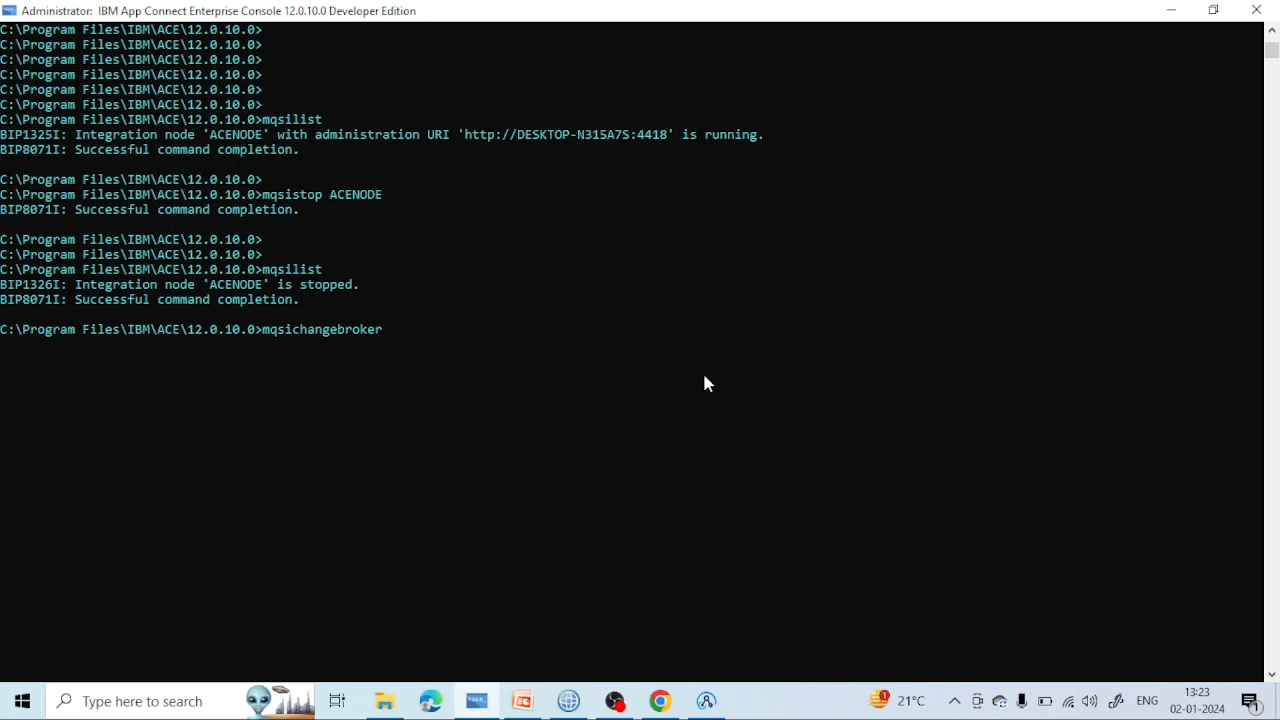 Administrator: IBM App Connect Enterprise Console 12.0.10.0 Developer Edition
C:\Program Files\IBM\ACE\12.0.10.0>
C:\Program Files\IBM\ACE\12.0.10.0>
C:\Program Files\IBM\ACE\12.0.10.0>
C:\Program Files\IBM\ACE\12.0.10.0>
C:\Program Files\IBM\ACE\12.0.10.0>
C:\Program Files\IBM\ACE\12.0.10.0>
C:\Program Files\IBM\ACE\12.0.10.0>mqsilist
BIP1325I: Integration node 'ACENODE' with administration URI 'http://DESKTOP-N315A7S:4418' is running.
BIP8071I: Successful command completion.
C:\Program Files\IBM\ACE\12.0.10.0>
C:\Program Files\IBM\ACE\12.0.10.0>mqsistop ACENODE
BIP8071I: Successful command completion.
C:\Program Files\IBM\ACE\12.0.10.0>
C:\Program Files\IBM\ACE\12.0.10.0>
C:\Program Files\IBM\ACE\12.0.10.0>mqsilist
BIP1326I: Integration node 'ACENODE' is stopped.
BIP8071I: Successful command completion.
C:\Program Files\IBM\ACE\12.0.10.0>mqsichangebroker
Type here to search
1
21°C
ENG
13:23
02-01-2024
1